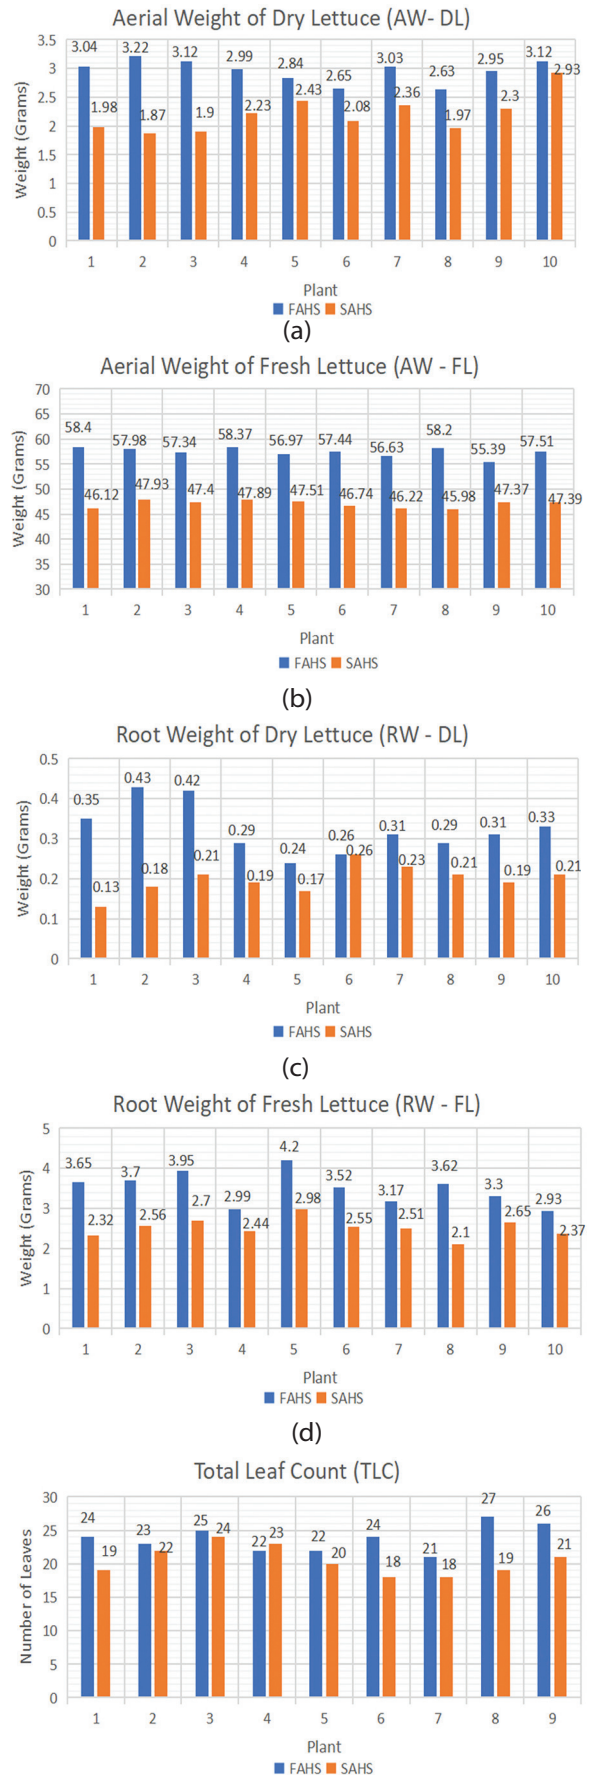 Aerial Weight of Dry Lettuce (AW- DL)
Weight (Grams)
3.5
3
2.5
2
1.5
1
0.5
0
3.04 3.22 3.12 2.99 2.84 2.65 3.03 2.63 2.95 3.12
1.98 1.87 1.9 2.23 2.43 2.08 2.36 1.97 2.3 2.93
1 2 3 4 5 6 7 8 9 10
Plant
FAHS SAHS
(a)
Aerial Weight of Fresh Lettuce (AW - FL)
Weight (Grams)
70
65
60
55
50
45
40
35
30
58.4 57.98 57.34 58.37 56.97 57.44 56.63 58.2 55.39 57.51
46.12 47.93 47.4 47.89 47.51 46.74 46.22 45.98 47.37 47.39
1 2 3 4 5 6 7 8 9 10
Plant
FAHS SAHS
(b)
Root Weight of Dry Lettuce (RW - DL)
Weight (Grams)
0.5
0.4
0.3
0.2
0.1
0
0.35 0.43 0.42 0.29 0.24 0.26 0.31 0.29 0.31 0.33
0.13 0.18 0.21 0.19 0.17 0.26 0.23 0.21 0.19 0.21
1 2 3 4 5 6 7 8 9 10
Plant
FAHS SAHS
(c)
Root Weight of Fresh Lettuce (RW - FL)
Weight (Grams)
5
4
3
2
1
0
3.65 3.7 3.95 2.99 4.2 3.52 3.17 3.62 3.3 2.93
2.32 2.56 2.7 2.44 2.98 2.55 2.51 2.1 2.65 2.37
1 2 3 4 5 6 7 8 9 10
Plant
FAHS SAHS
(d)
Total Leaf Count (TLC)
Number of Leaves
30
25
20
15
10
5
0
24 23 25 22 22 24 21 27 26
19 22 24 23 20 18 18 19 21
1 2 3 4 5 6 7 8 9
Plant
FAHS SAHS